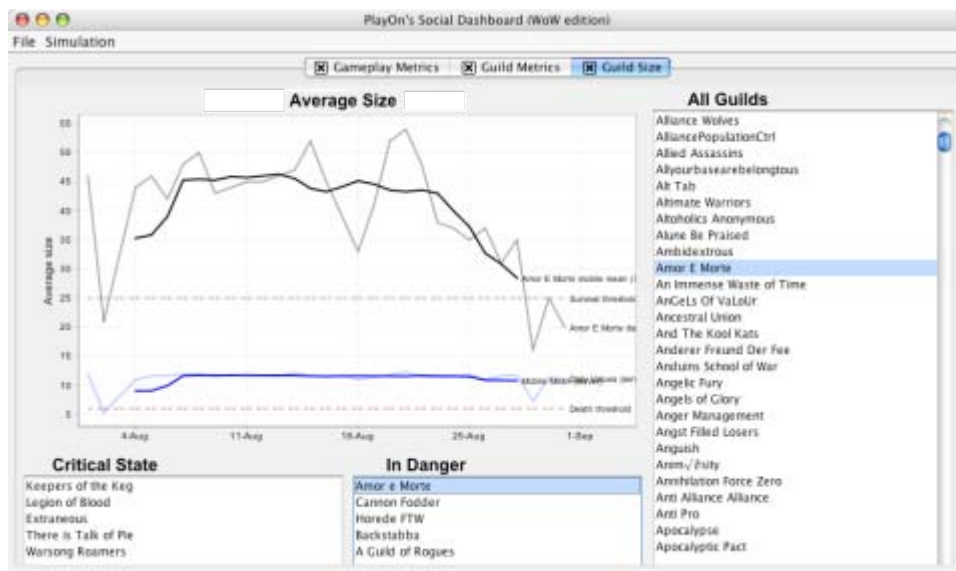 PlayOn's Social Dashboard (WoW edition)
File Simulation
Gameplay Metrics Guild Metrics Guild Size
Average Size
All Guilds
Average size
55
50
45
40
35
30
25
20
15
10
5
4-Aug 11-Aug 18-Aug 25-Aug 1-Sep
Amor E Morte mobile mean (
Survival threshold
Amor E Morte da
Death threshold
Alliance Wolves
AlliancePopulationCtrl
Allied Assassins
Allyourbasearebelongtous
Alt Tab
Altimate Warriors
Altoholics Anonymous
Alune Be Praised
Ambidextrous
Amor E Morte
An Immense Waste of Time
AnGeLs Of VaLoUr
Ancestral Union
And The Kool Kats
Anderer Freund Der Fee
Anduins School of War
Angelic Fury
Angels of Glory
Anger Management
Angst Filled Losers
Anguish
Annihilation Force Zero
Anti Alliance Alliance
Anti Pro
Apocalypse
Apocalyptic Pact
Critical State
Keepers of the Keg
Legion of Blood
Extraneous
There is Talk of Pie
Warsong Roamers
In Danger
Amor e Morte
Cannon Fodder
Horede FTW
Backstabba
A Guild of Rogues